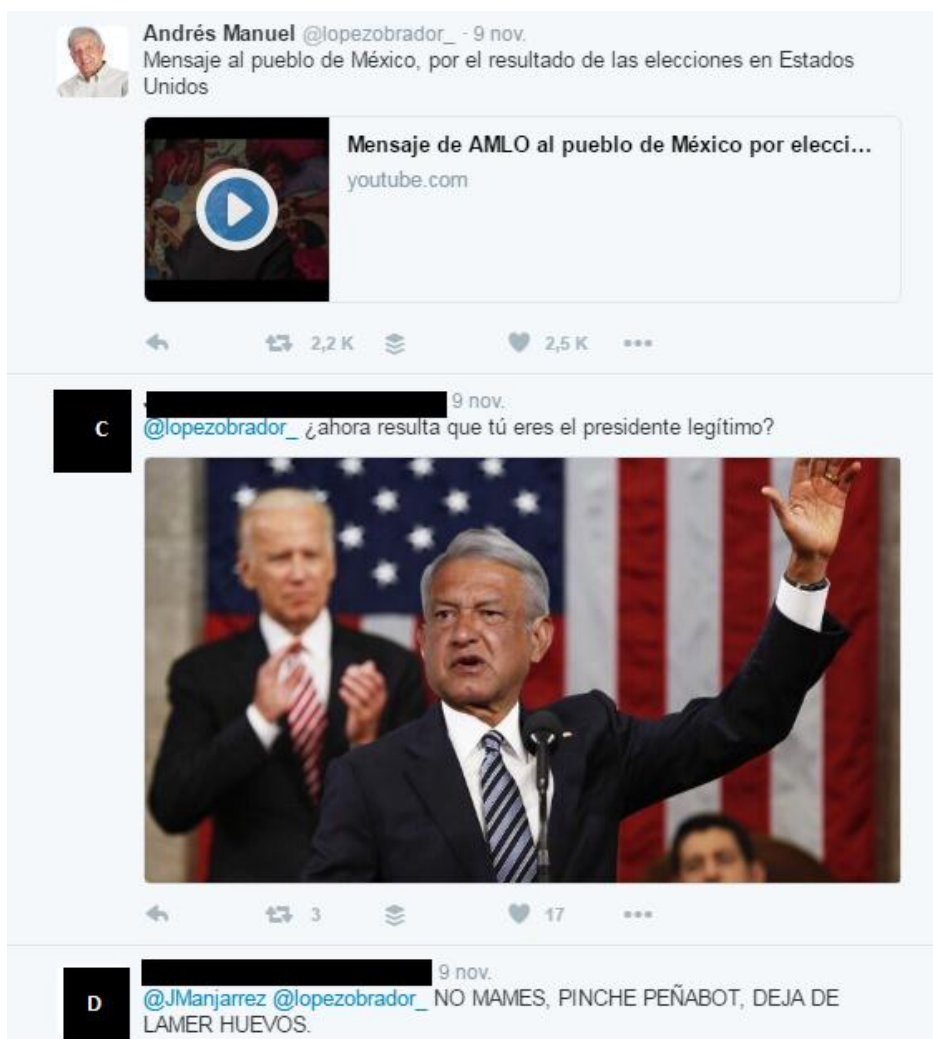 Andrés Manuel @lopezobrador_ - 9 nov.
Mensaje al pueblo de México, por el resultado de las elecciones en Estados
Unidos
Mensaje de AMLO al pueblo de México por elecci...
youtube.com
2,2 K 2,5 K
C
9 nov.
@lopezobrador_ ¿ahora resulta que tú eres el presidente legítimo?
3 17
D
9 nov.
@JManjarrez @lopezobrador_ NO MAMES, PINCHE PEÑABOT, DEJA DE
LAMER HUEVOS.